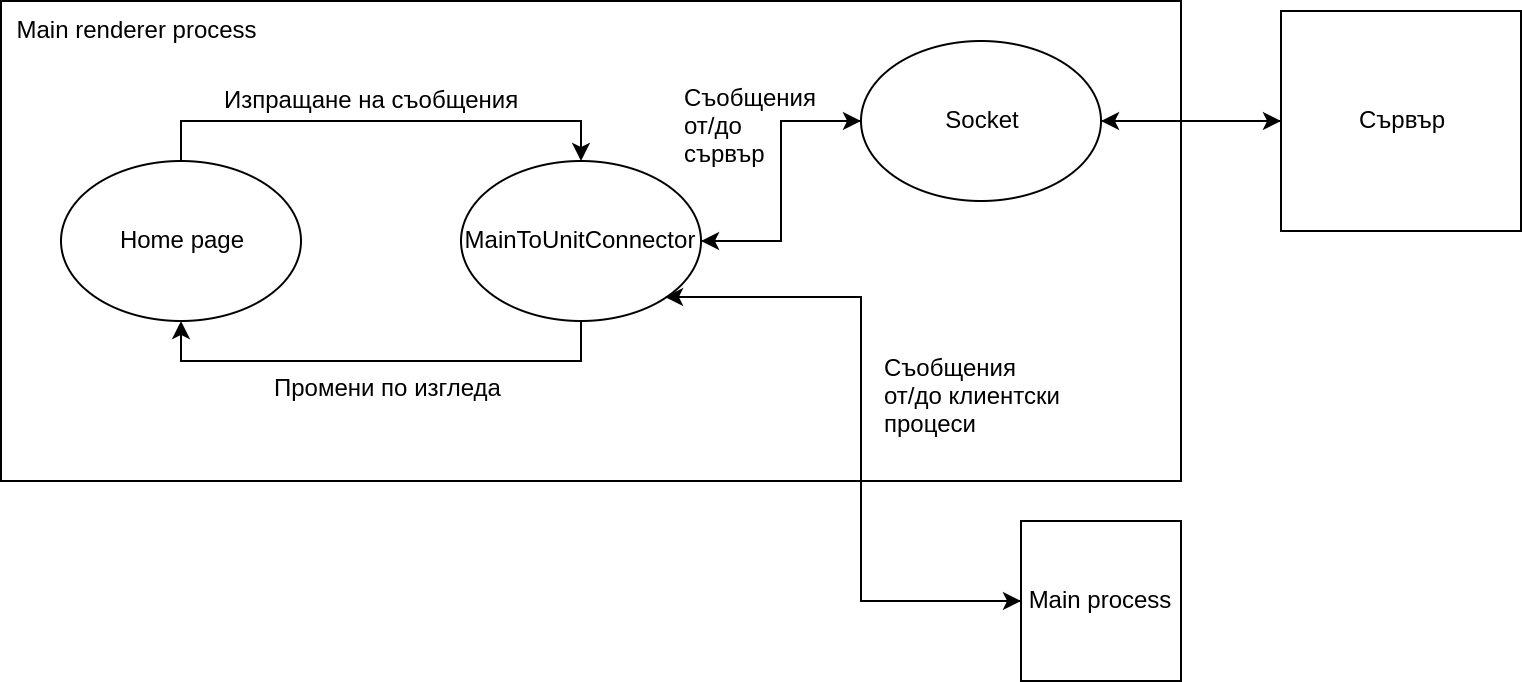 Main renderer process
Изпращане на съобщения
Съобщения
от/до
сървър
Socket
Сървър
Home page
MainToUnitConnector
Промени по изгледа
Съобщения
от/до клиентски
процеси
Main process